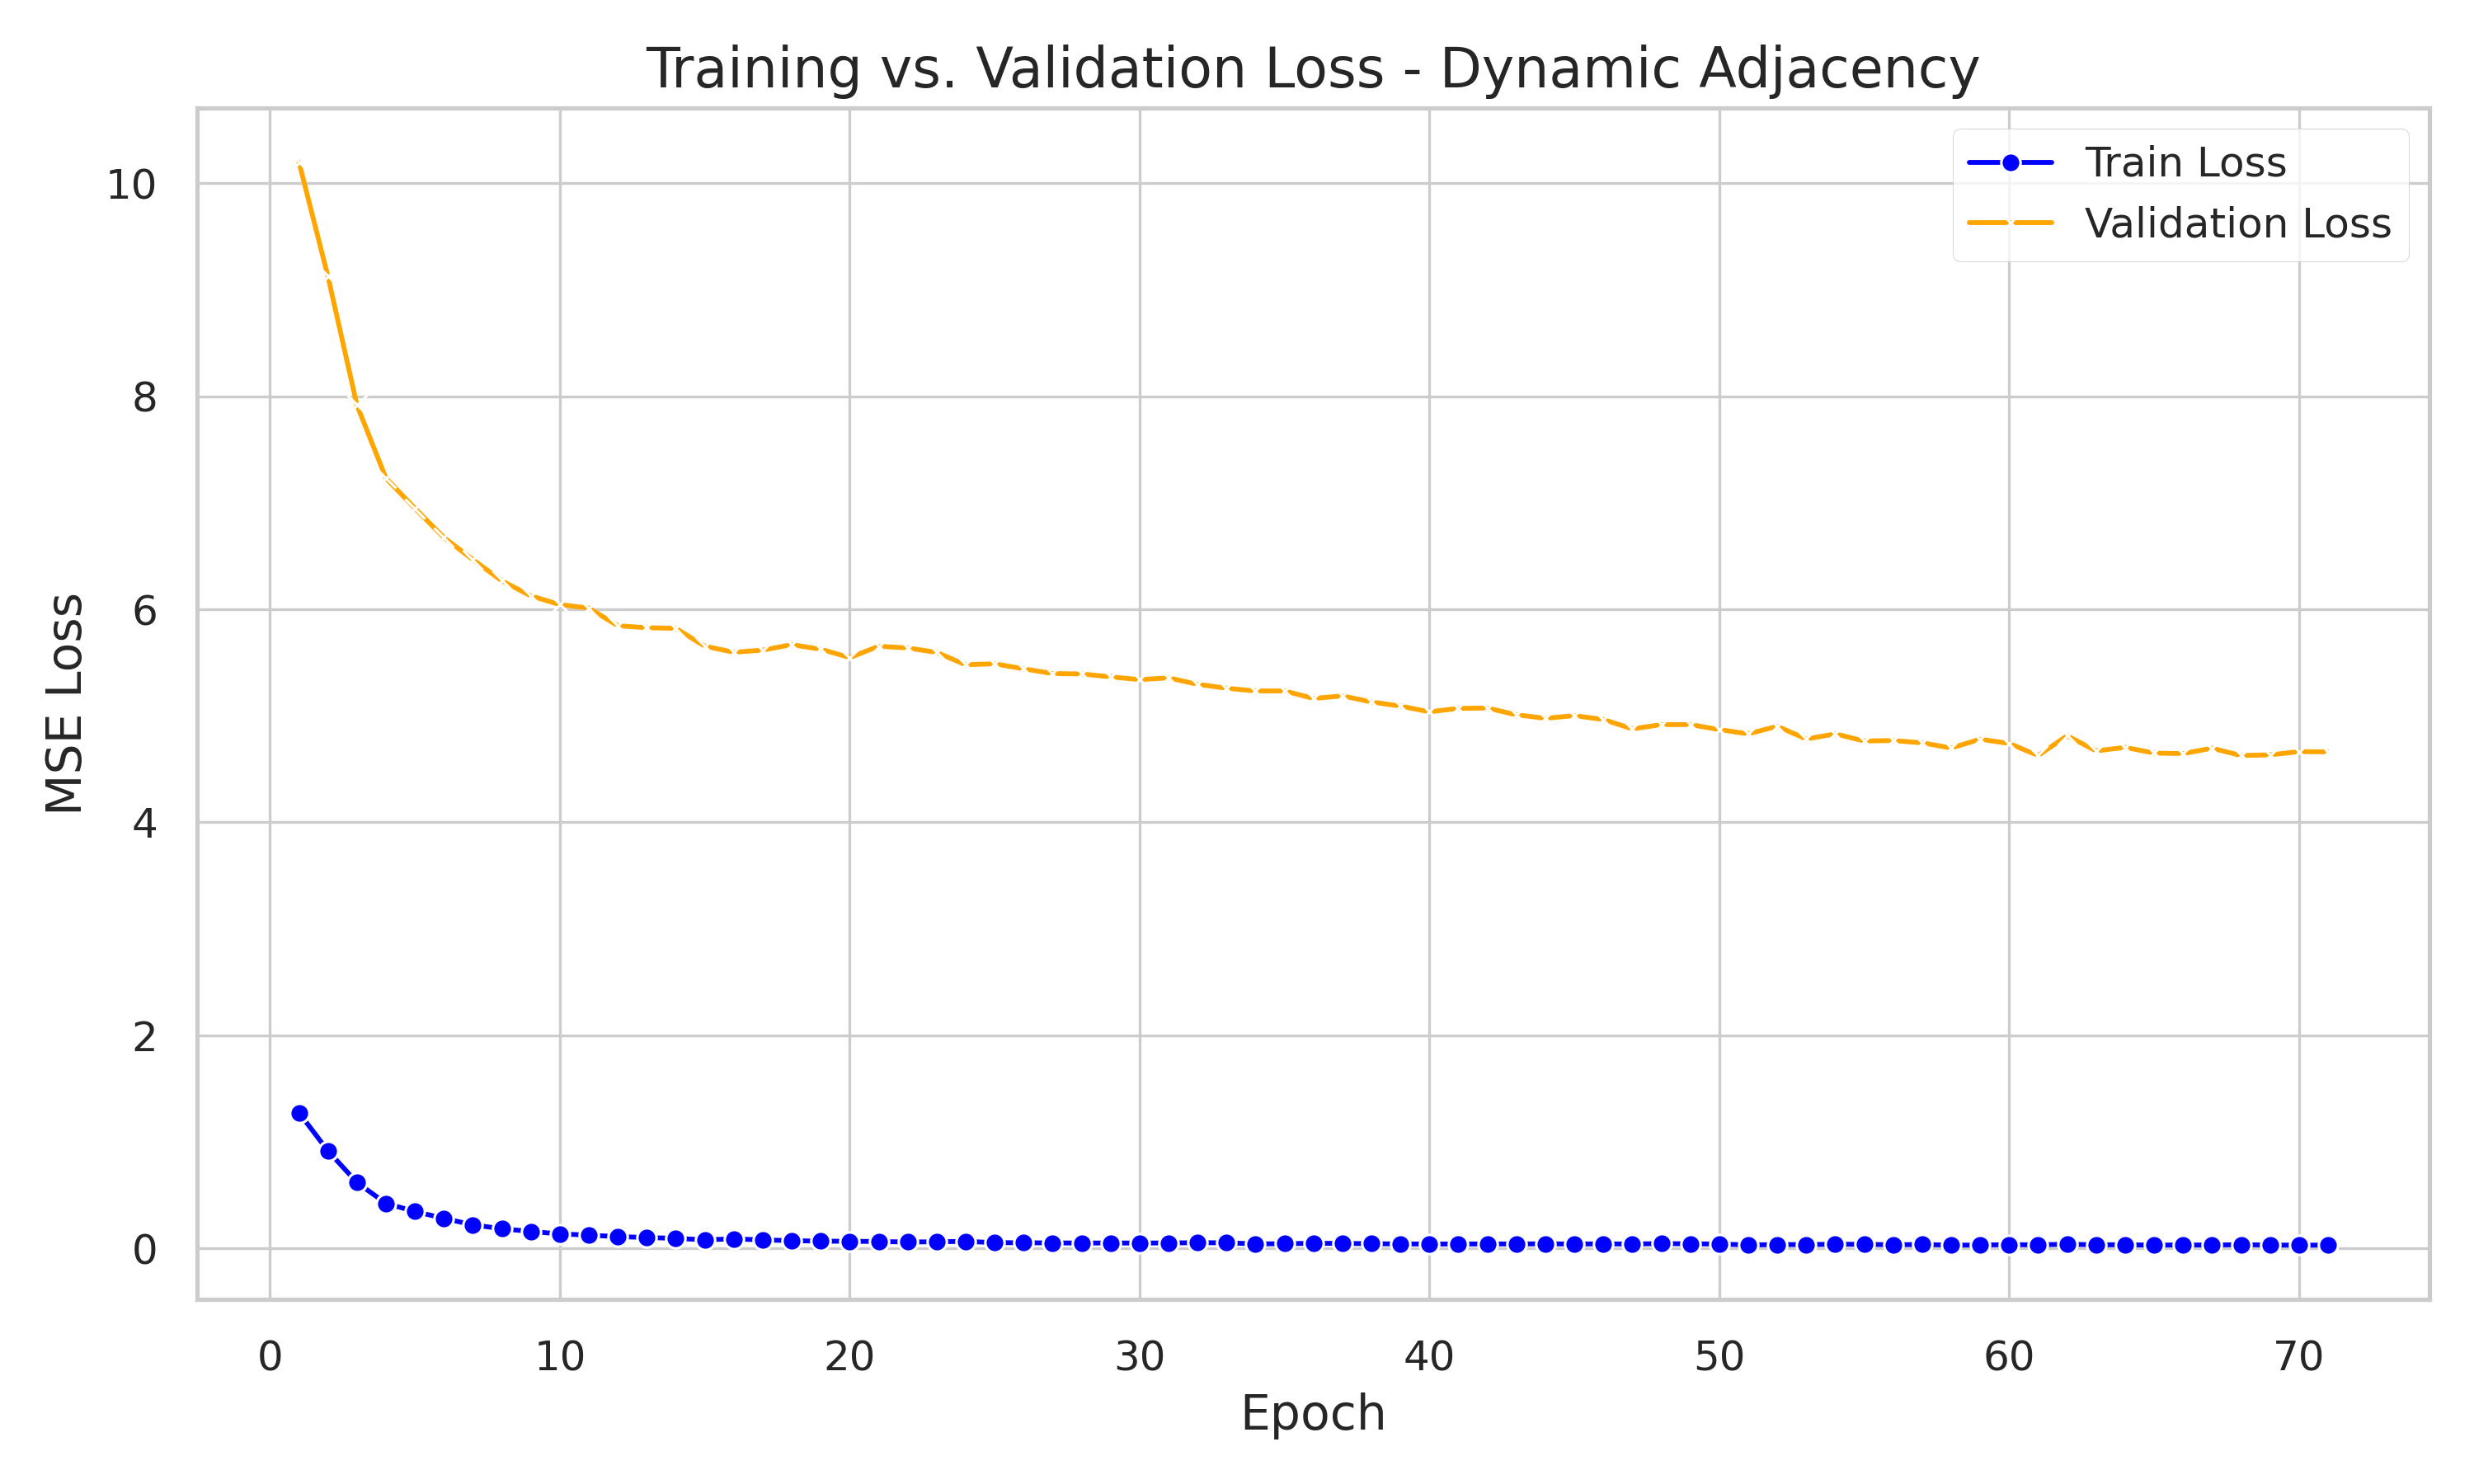 Training vs. Validation Loss - Dynamic Adjacency
Train Loss
Validation Loss
MSE Loss
10
8
6
4
2
0
0 10 20 30 40 50 60 70
Epoch